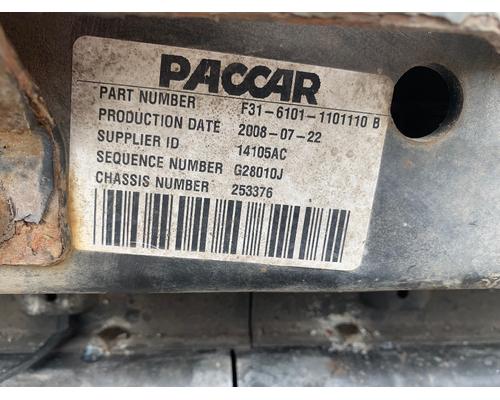 PACCAR
PART NUMBER F31-6101-1101110 B
PRODUCTION DATE 2008-07-22
SUPPLIER ID 14105AC
SEQUENCE NUMBER G28010J
CHASSIS NUMBER 253376